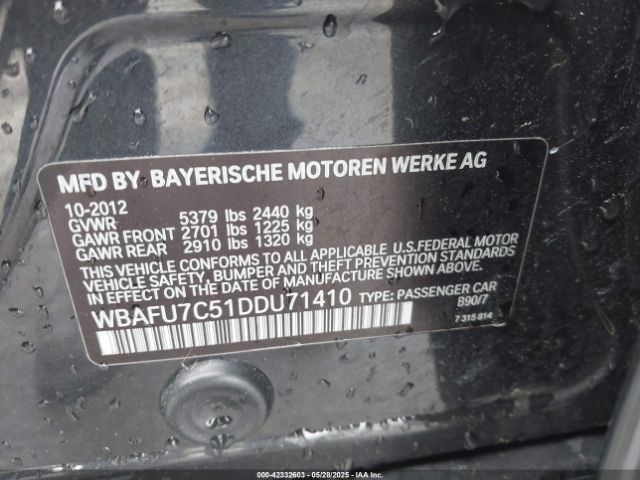 MFD BY BAYERISCHE MOTOREN WERKE AG
10-2012
GVWR 5379 lbs 2440 kg
GAWR FRONT 2701 lbs 1225 kg
GAWR REAR 2910 lbs 1320 kg
THIS VEHICLE CONFORMS TO ALL APPLICABLE U.S. FEDERAL MOTOR
VEHICLE SAFETY, BUMPER AND THEFT PREVENTION STANDARDS
IN EFFECT ON THE DATE OF MANUFACTURE SHOWN ABOVE.
WBAFU7C51DDU71410 TYPE: PASSENGER CAR
B90/7
7 315 814
00-42332603 // 05/28/2025 // IAA Inc.